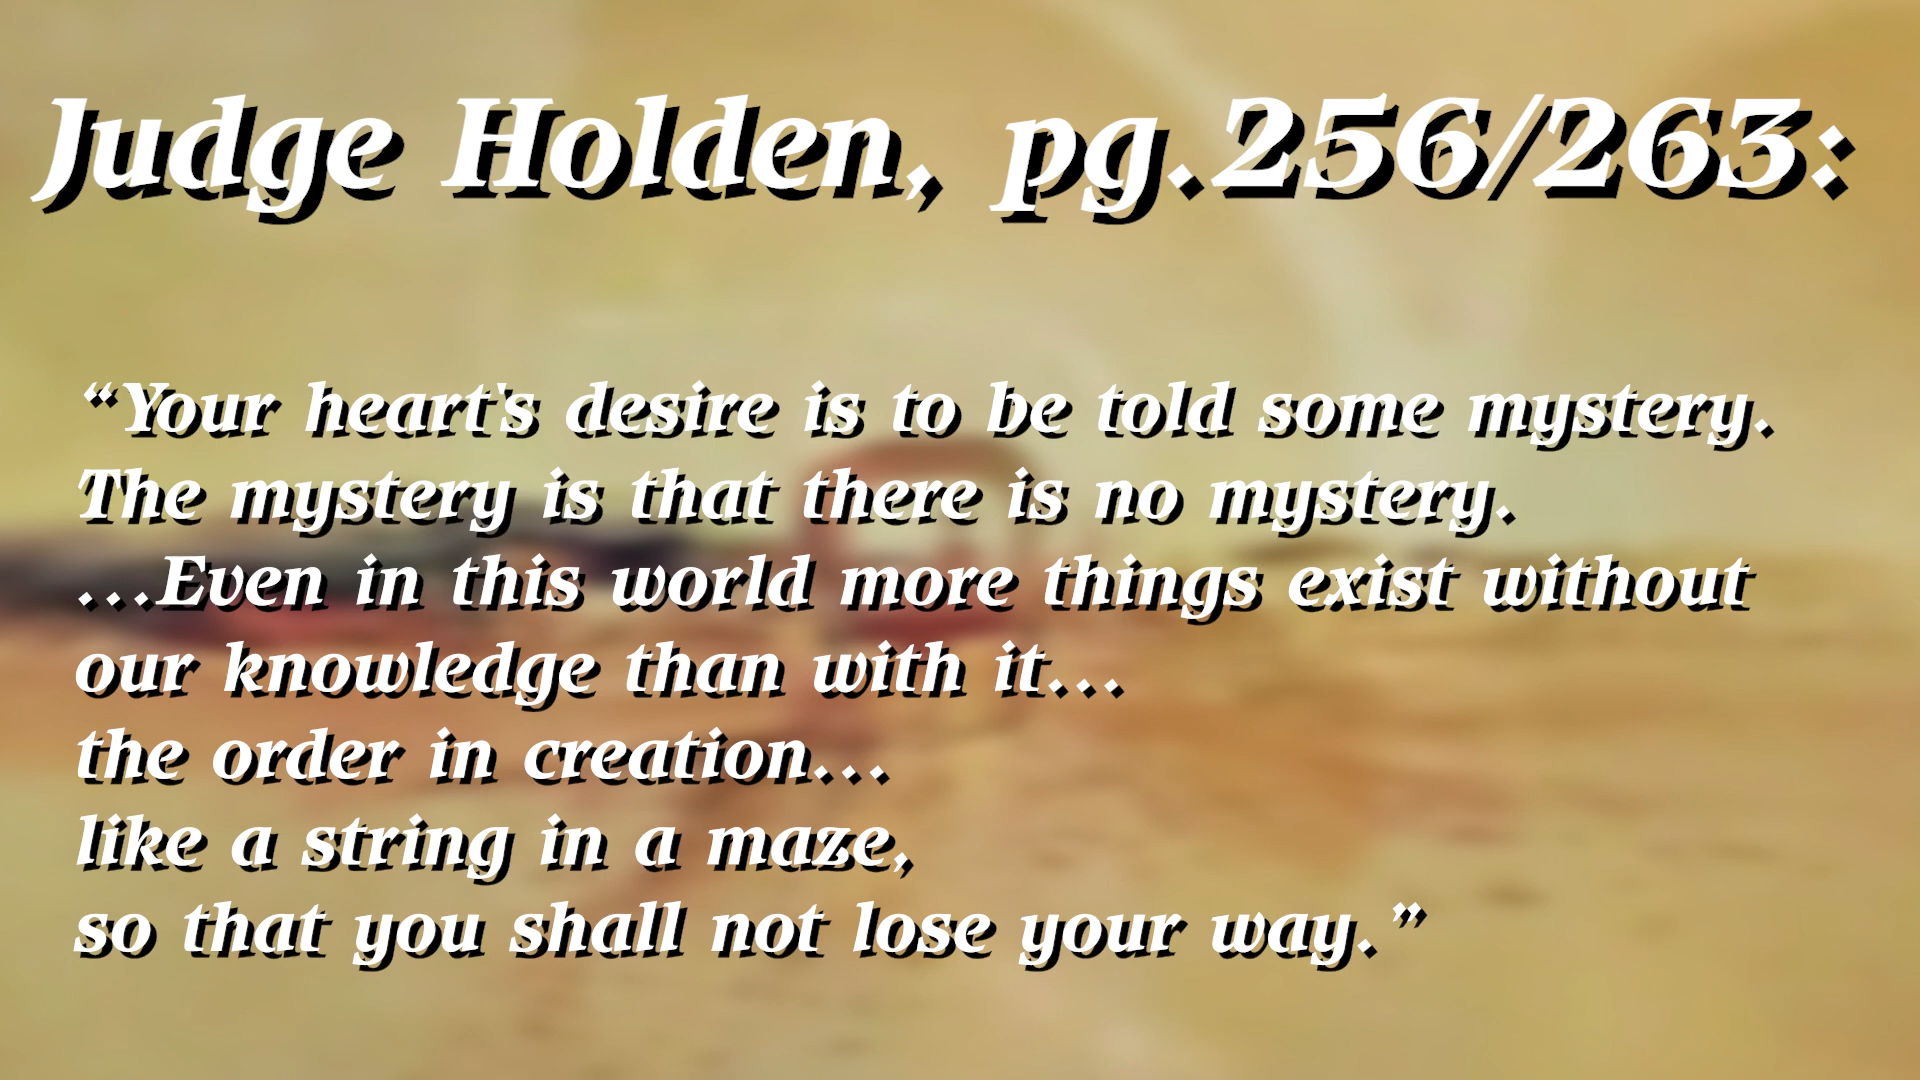 Judge Holden, pg.256/263:
“Your heart's desire is to be told some mystery.
The mystery is that there is no mystery.
...Even in this world more things exist without
our knowledge than with it...
the order in creation...
like a string in a maze,
so that you shall not lose your way.”